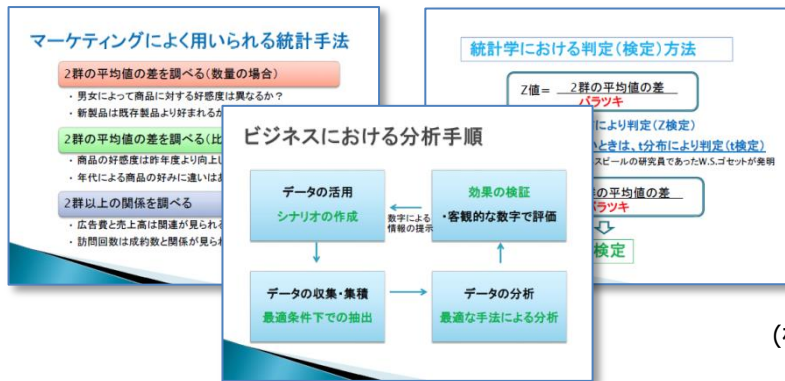 マーケティングによく用いられる統計手法
2群の平均値の差を調べる(数量の場合)
・男女によって商品に対する好感度は異なるか?
・新製品は既存製品より好まれるか
2群の平均値の差を調べる(比
・商品の好感度は昨年度より向上し
・年代による商品の好みに違いはあ
2群以上の関係を調べる
・広告費と売上高は関連が見られる
・訪問回数は成約数と関係が見られ
ビジネスにおける分析手順
データの活用
シナリオの作成
数字による
情報の提示
効果の検証
・客観的な数字で評価
データの収集・集積
最適条件下での抽出
データの分析
最適な手法による分析
統計学における判定(検定)方法
Z値= 2群の平均値の差
バラツキ
により判定(Z検定)
いときは、t分布により判定(t検定)
スビールの研究員であったW.S.ゴセットが発明
の平均値の差
バラツキ
検定